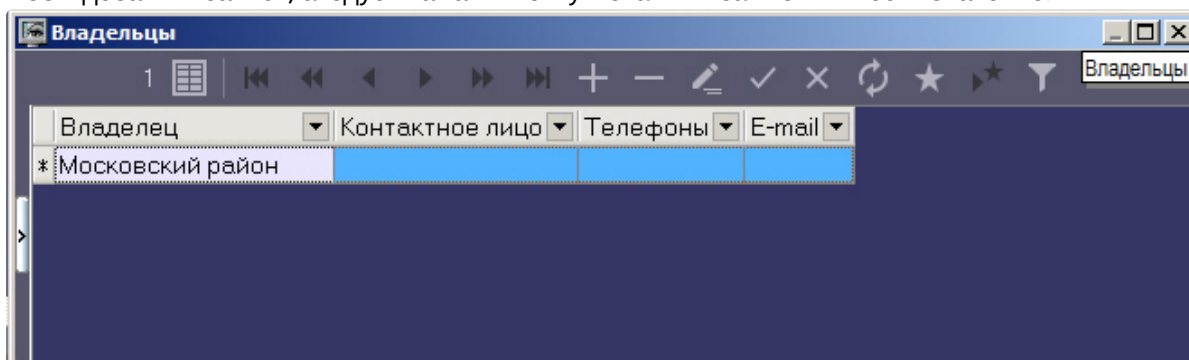 Владельцы
1
Владельцы
Владелец Контактное лицо Телефоны E-mail
* Московский район